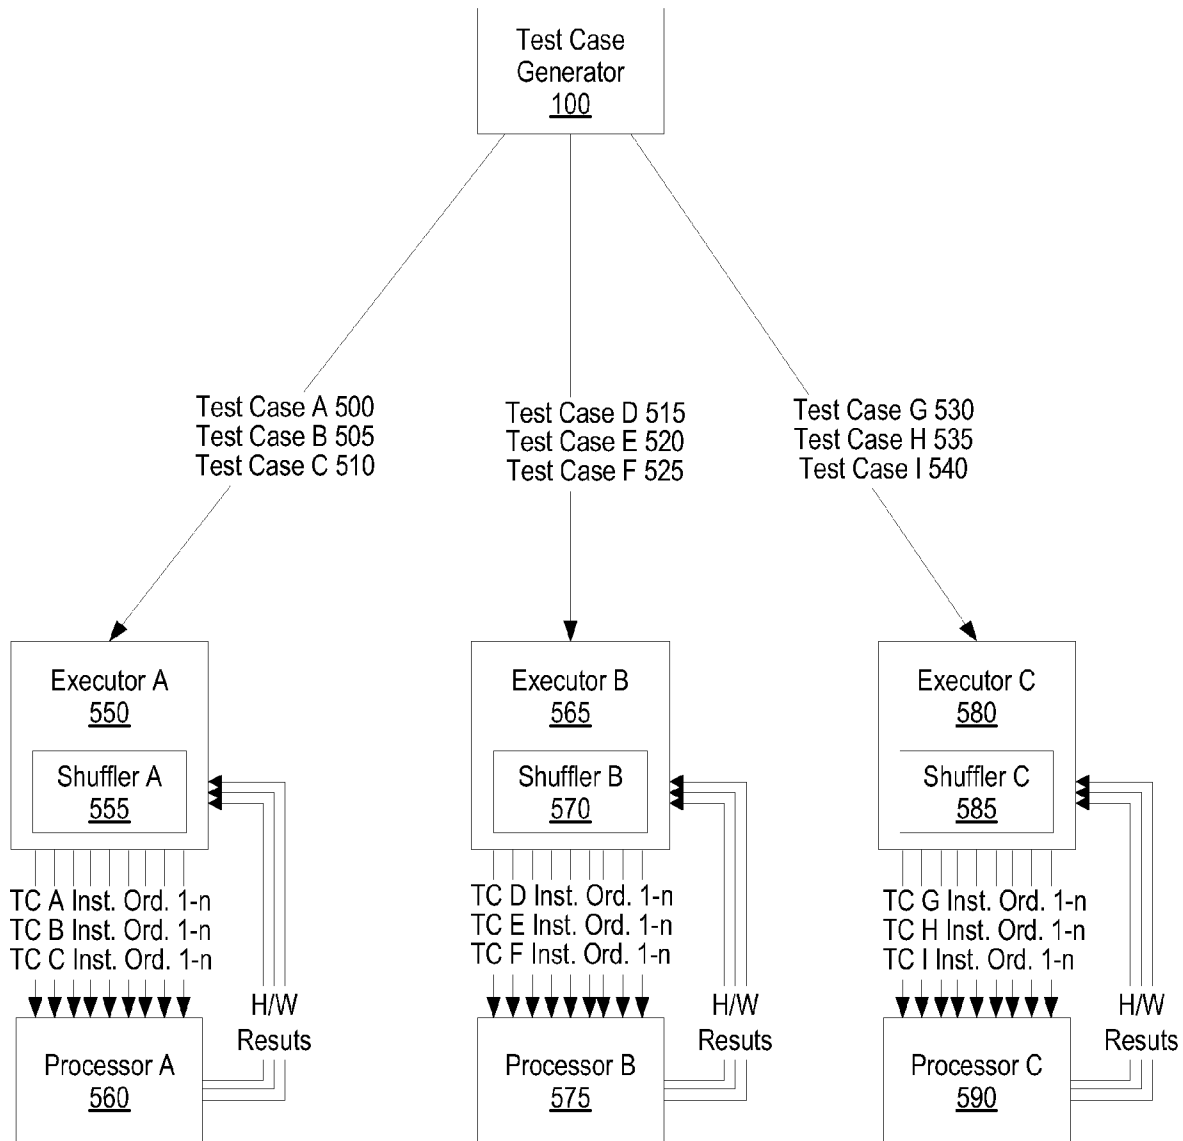 Test Case
Generator
100
Test Case A 500
Test Case B 505
Test Case C 510
Test Case D 515
Test Case E 520
Test Case F 525
Test Case G 530
Test Case H 535
Test Case I 540
Executor A
550
Shuffler A
555
Executor B
565
Shuffler B
570
Executor C
580
Shuffler C
585
TC A Inst. Ord. 1-n
TC B Inst. Ord. 1-n
TC C Inst. Ord. 1-n
TC D Inst. Ord. 1-n
TC E Inst. Ord. 1-n
TC F Inst. Ord. 1-n
TC G Inst. Ord. 1-n
TC H Inst. Ord. 1-n
TC I Inst. Ord. 1-n
H/W
Resuts
H/W
Resuts
H/W
Resuts
Processor A
560
Processor B
575
Processor C
590